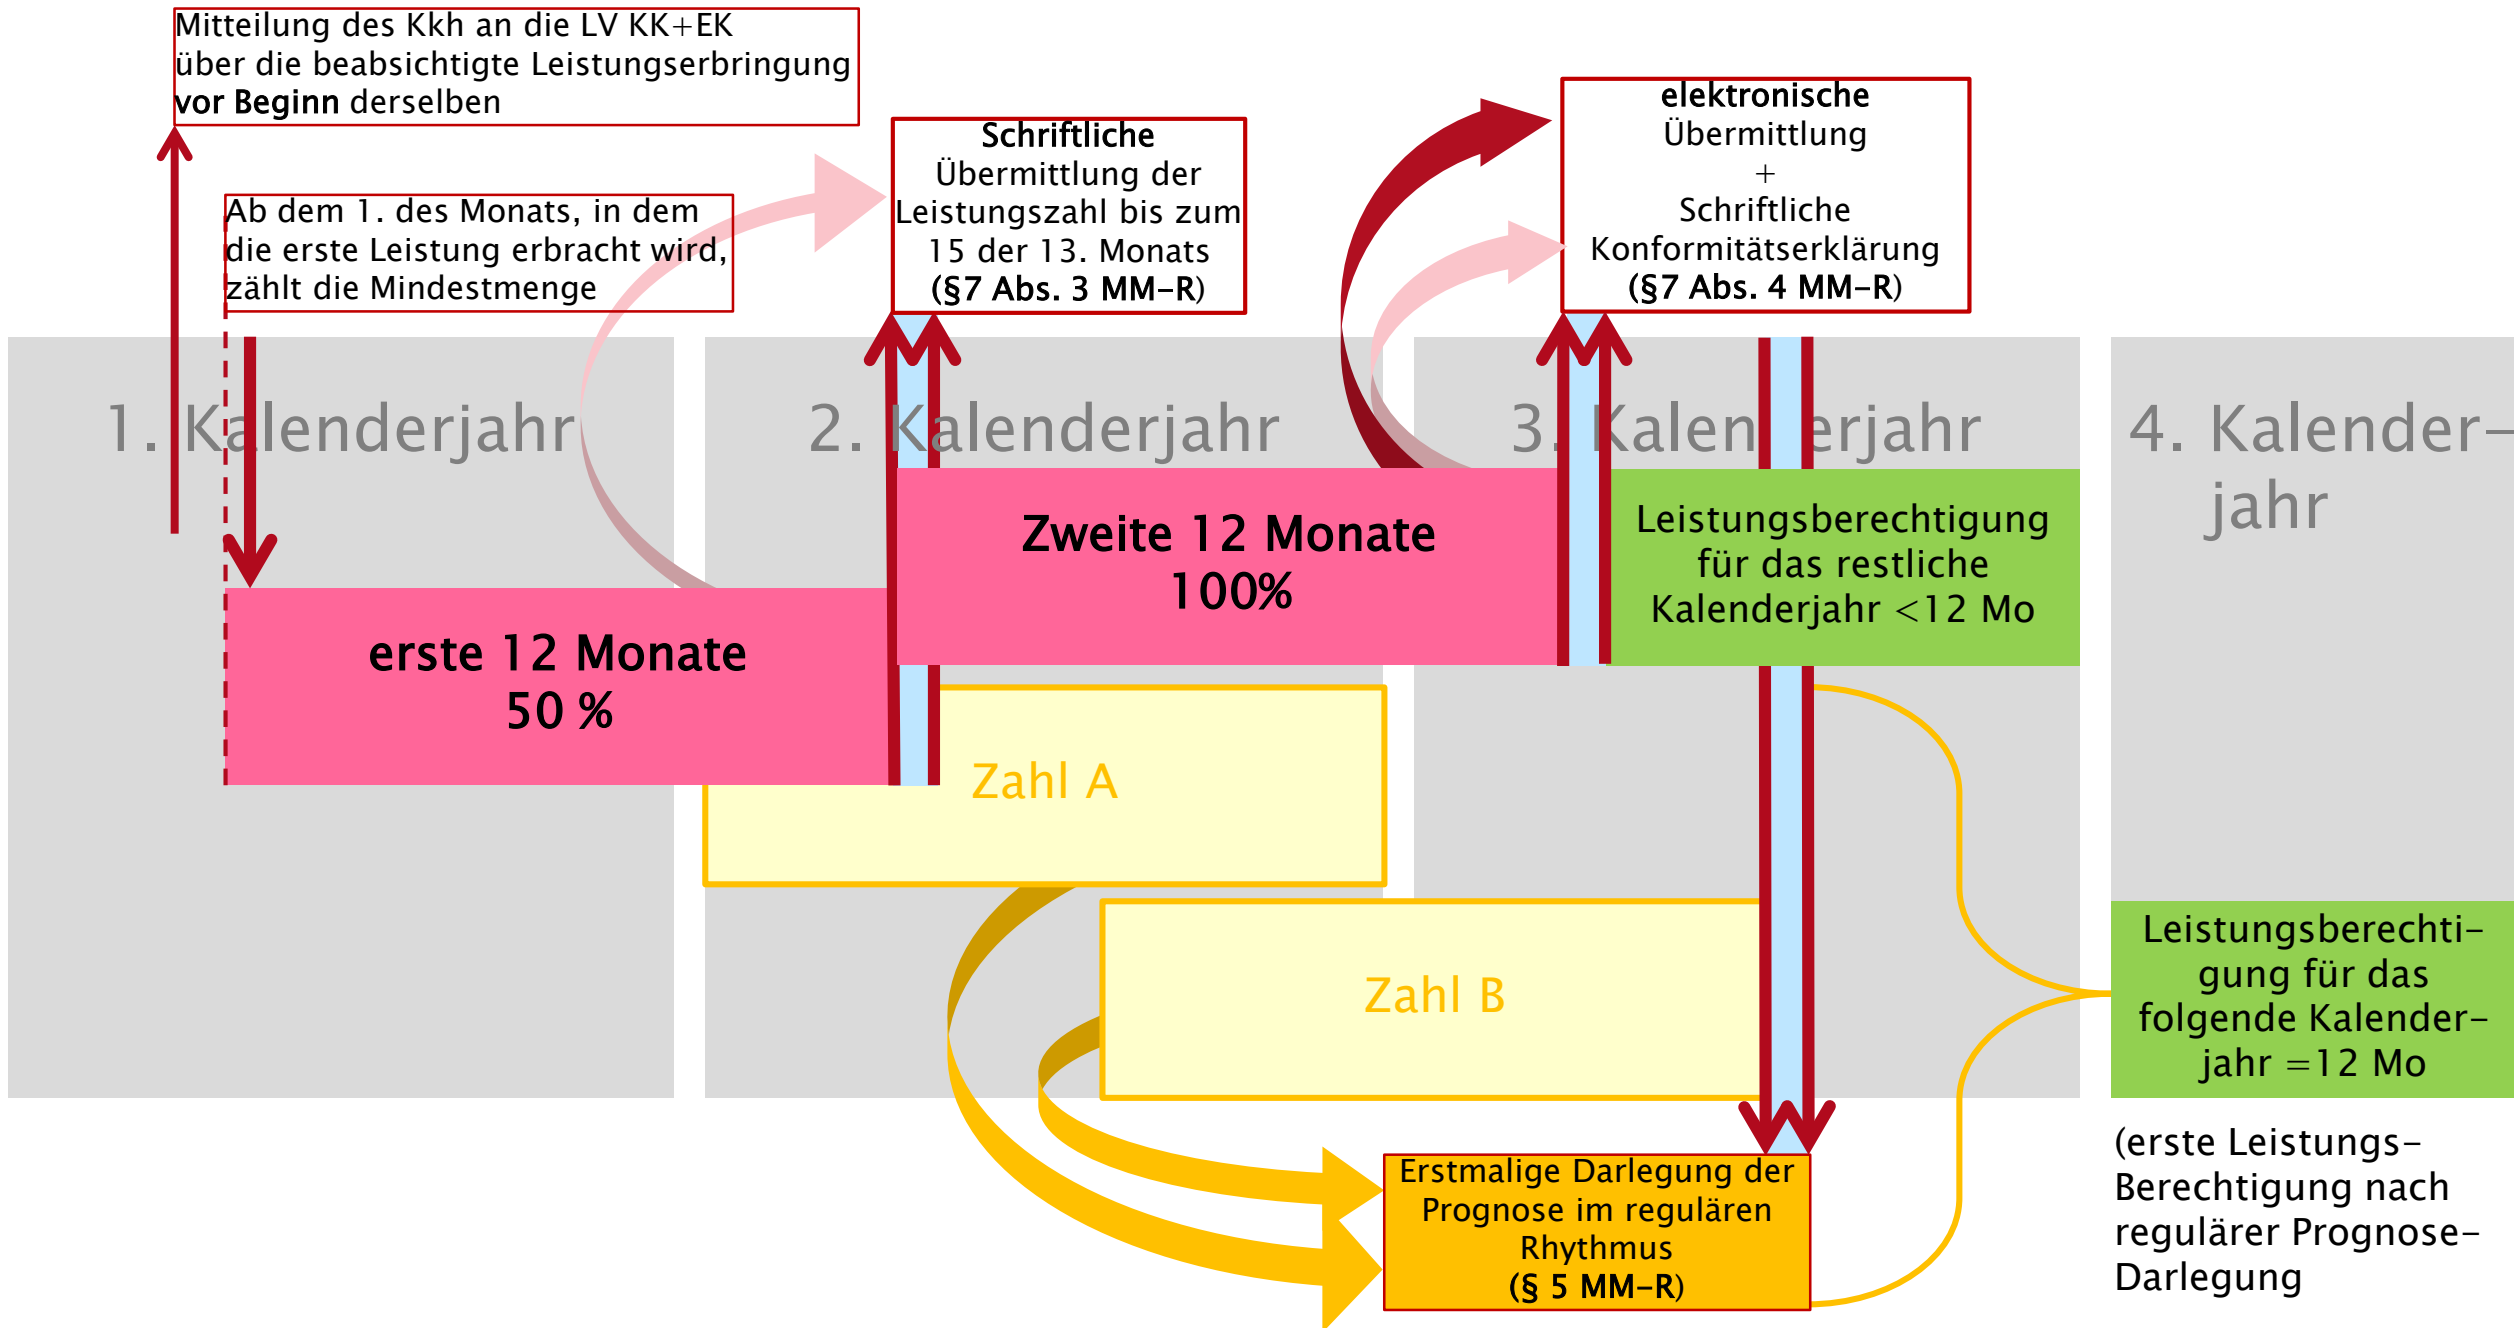 Mitteilung des Kkh an die LV KK+EK
über die beabsichtigte Leistungserbringung
vor Beginn derselben
Ab dem 1. des Monats, in dem
die erste Leistung erbracht wird,
zählt die Mindestmenge
Schriftliche
Übermittlung der
Leistungszahl bis zum
15 der 13. Monats
(§7 Abs. 3 MM-R)
elektronische
Übermittlung
+
Schriftliche
Konformitätserklärung
(§7 Abs. 4 MM-R)
1. Kalenderjahr
2. Kalenderjahr
3. Kalenderjahr
4. Kalender-
jahr
erste 12 Monate
50 %
Zweite 12 Monate
100%
Leistungsberechtigung
für das restliche
Kalenderjahr <12 Mo
Zahl A
Zahl B
Leistungsberechti-
gung für das
folgende Kalender-
jahr =12 Mo
Erstmalige Darlegung der
Prognose im regulären
Rhythmus
(§ 5 MM-R)
(erste Leistungs-
Berechtigung nach
regulärer Prognose-
Darlegung